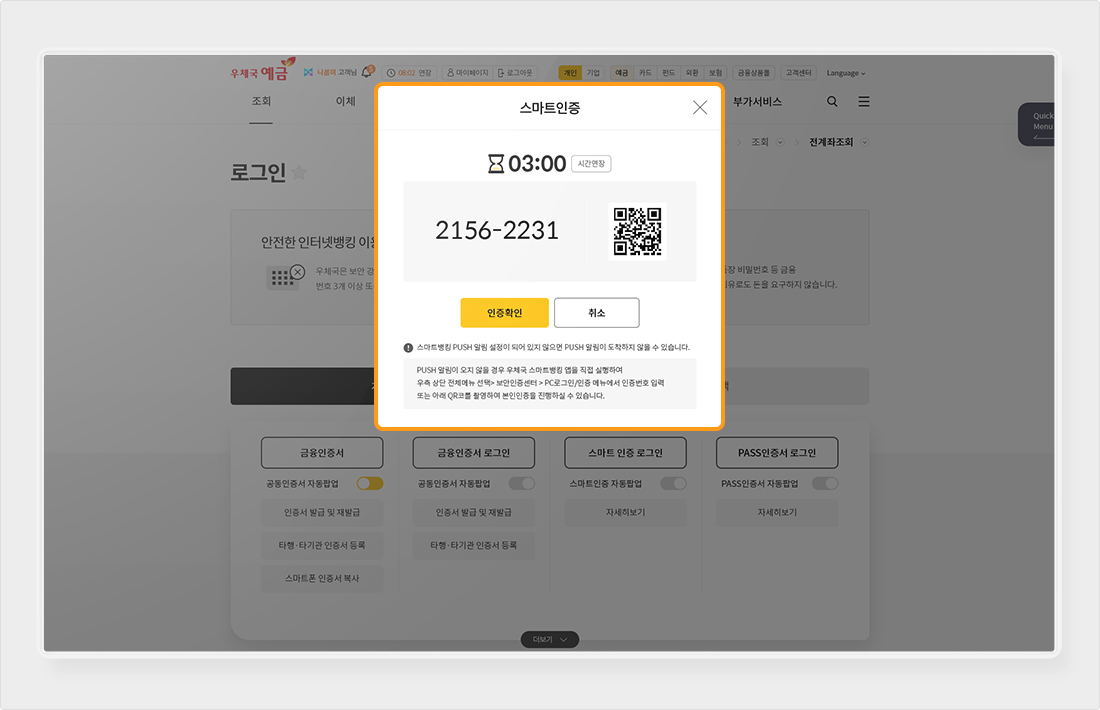 우체국 예금
나꿈미 고객님
08:02 연장
마이페이지
로그아웃
개인 기업
예금 카드 펀드 외환 보험
금융상품몰
고객센터
Language
조회
이체
부가서비스
Quick
Menu
조회
전계좌조회
로그인
안전한 인터넷뱅킹 이용
우체국은 보안 강
번호 3개 이상 또
장 비밀번호 등 금융
유로도 돈을 요구하지 않습니다.
스마트인증
03:00
시간연장
2156-2231
인증확인
취소
스마트뱅킹 PUSH 알림 설정이 되어 있지 않으면 PUSH 알림이 도착하지 않을 수 있습니다.
PUSH 알림이 오지 않을 경우 우체국 스마트뱅킹 앱을 직접 실행하여
우측 상단 전체메뉴 선택> 보안인증센터 > PC로그인/인증 메뉴에서 인증번호 입력
또는 아래 QR코를 촬영하여 본인인증을 진행하실 수 있습니다.
금융인증서
금융인증서 로그인
스마트 인증 로그인
PASS인증서 로그인
공동인증서 자동팝업
공동인증서 자동팝업
스마트인증 자동팝업
PASS인증서 자동팝업
인증서 발급 및 재발급
인증서 발급 및 재발급
자세히보기
자세히보기
타행·타기관 인증서 등록
타행·타기관 인증서 등록
스마트폰 인증서 복사
더보기